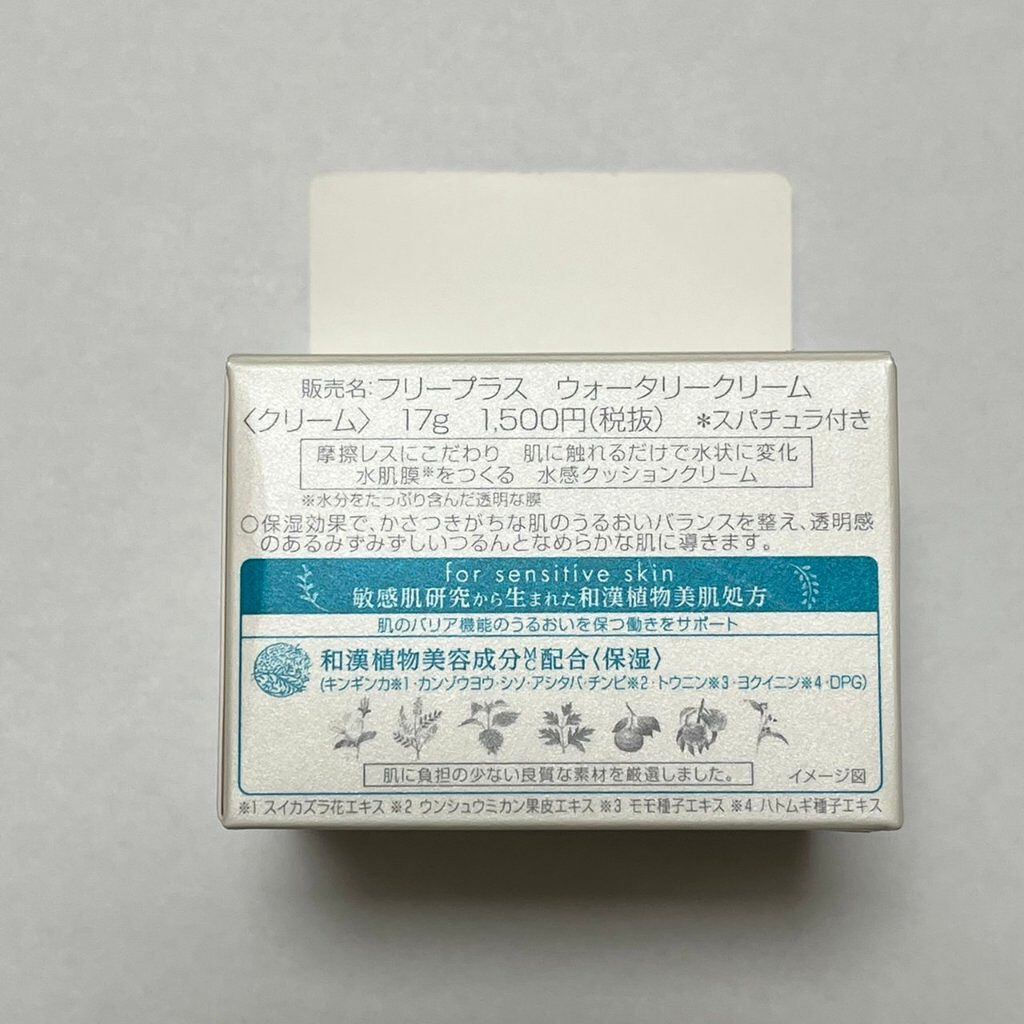 販売名:フリープラス ウォータリークリーム
〈クリーム〉 17g 1,500円(税抜) *スパチュラ付き
摩擦レスにこだわり 肌に触れるだけで水状に変化
水肌膜※をつくる 水感クッションクリーム
※水分をたっぷり含んだ透明な膜
○保湿効果で、かさつきがちな肌のうるおいバランスを整え、透明感
のあるみずみずしいつるんとなめらかな肌に導きます。
for sensitive skin
敏感肌研究から生まれた和漢植物美肌処方
肌のバリア機能のうるおいを保つ働きをサポート
和漢植物美容成分MC配合〈保湿〉
(キンギンカ※1・カンゾウヨウ・シソ・アシタバ・チンピ※2・トウニン※3・ヨクイニン※4・DPG)
肌に負担の少ない良質な素材を厳選しました。 イメージ図
※1 スイカズラ花エキス ※2 ウンシュウミカン果皮エキス ※3 モモ種子エキス ※4 ハトムギ種子エキス